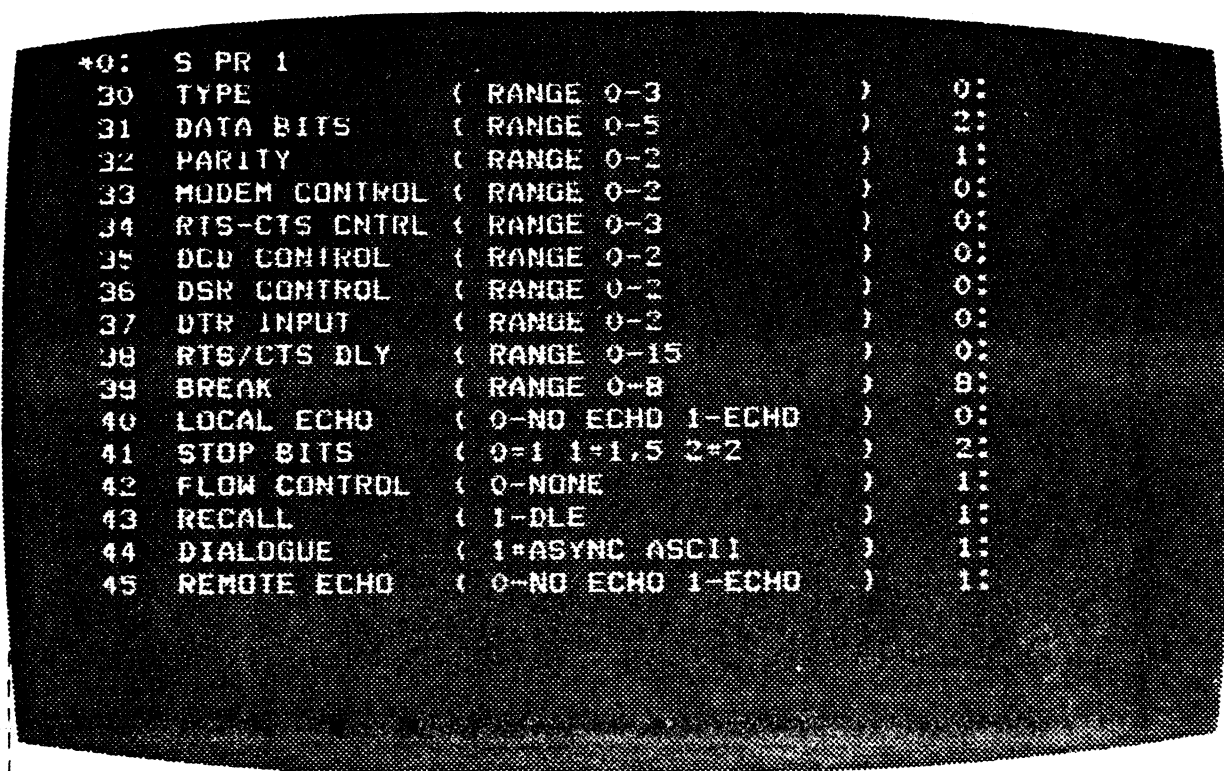 *0: S PR 1
30 TYPE ( RANGE 0-3 ) 0:
31 DATA BITS ( RANGE 0-5 ) 2:
32 PARITY ( RANGE 0-2 ) 1:
33 MODEM CONTROL ( RANGE 0-2 ) 0:
34 RTS-CTS CNTRL ( RANGE 0-3 ) 0:
35 DCD CONTROL ( RANGE 0-2 ) 0:
36 DSR CONTROL ( RANGE 0-2 ) 0:
37 DTR INPUT ( RANGE 0-2 ) 0:
38 RTS/CTS DLY ( RANGE 0-15 ) 0:
39 BREAK ( RANGE 0-8 ) 8:
40 LOCAL ECHO ( 0-NO ECHO 1-ECHO ) 0:
41 STOP BITS ( 0=1 1=1,5 2=2 ) 2:
42 FLOW CONTROL ( 0-NONE ) 1:
43 RECALL ( 1-DLE ) 1:
44 DIALOGUE ( 1=ASYNC ASCII ) 1:
45 REMOTE ECHO ( 0-NO ECHO 1-ECHO ) 1: